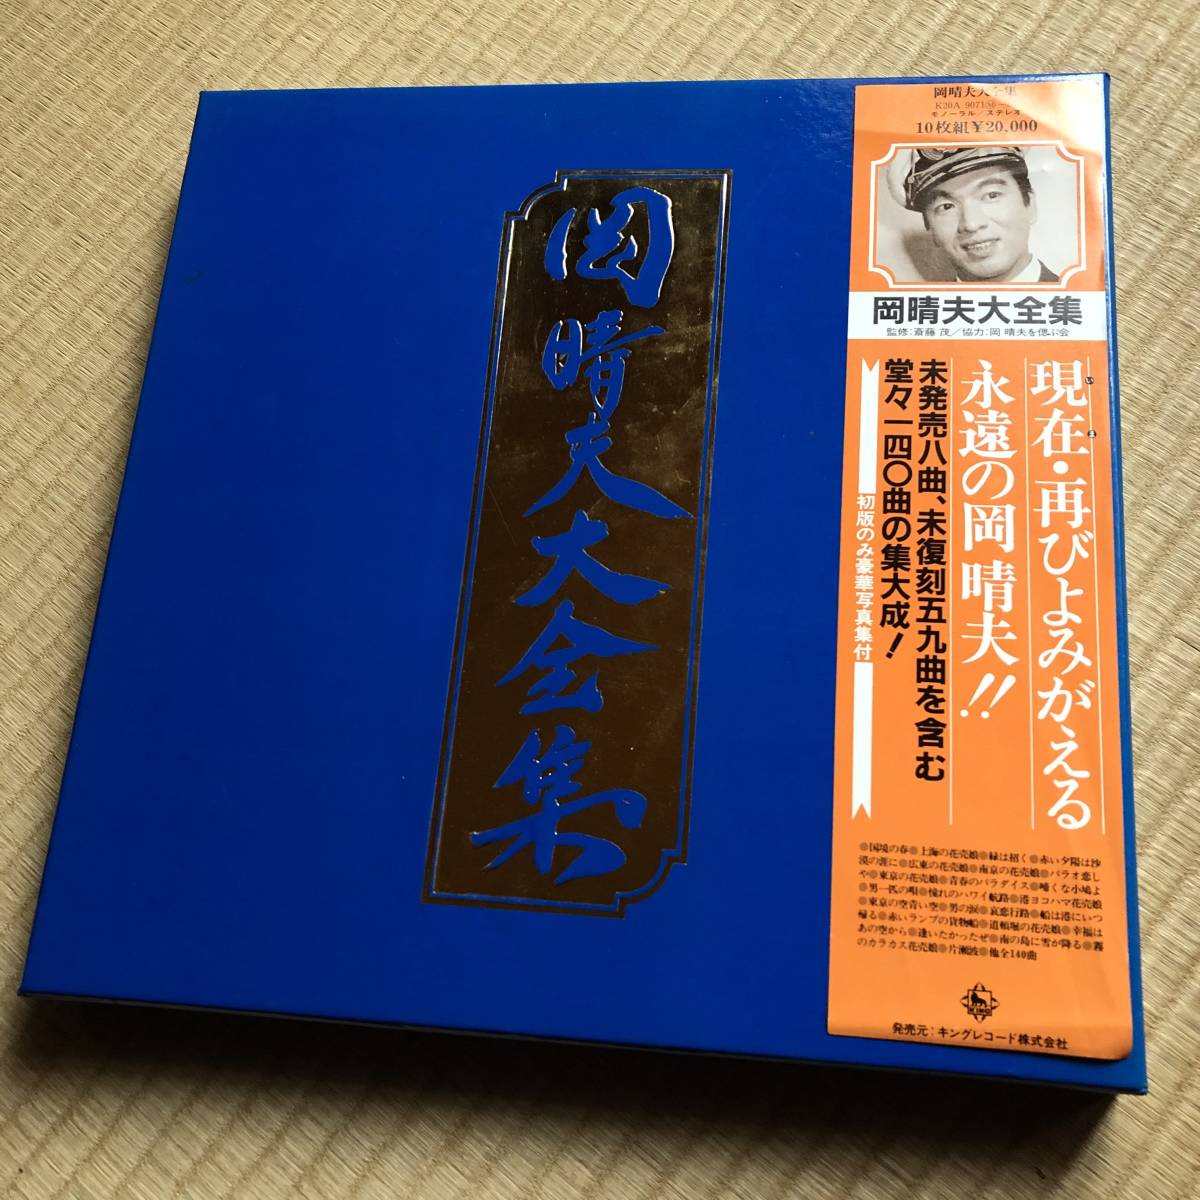 岡晴夫大全集
岡晴夫大全集
K20A 9071
モノーラル/ステレオ
10枚組¥20,000
岡晴夫大全集
監修:斎藤 茂/協力:岡 晴夫を偲ぶ会
現在・再びよみがえる
いま
永遠の岡 晴夫!!
未発売八曲、未復刻五九曲を含む
堂々一四〇曲の集大成!
初版のみ豪華写真集付
●国境の春●上海の花売娘●緑は招く●赤い夕陽は沙
漠の涯に●広東の花売娘●南京の花売娘●パラオ恋し
や●東京の花売娘●青春のパラダイス●啼くな小鳩よ
●男一匹の唄●憧れのハワイ航路●港ヨコハマ花売娘
●東京の空青い空●男の涙●哀恋行路●船は港にいつ
帰る●赤いランプの貨物船●道頓堀の花売娘●幸福は
あの空から●逢いたかったぜ●南の島に雪が降る●霧
のカラカス花売娘●片瀬波●他全140曲
KING
発売元:キングレコード株式会社